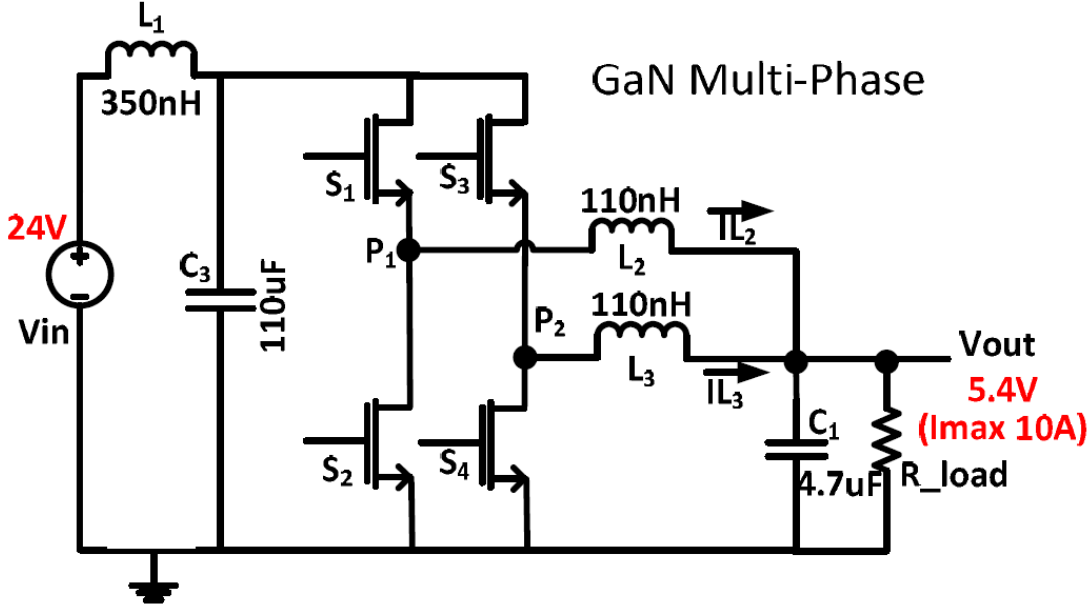 L₁
350nH
GaN Multi-Phase
S₁
S₃
110nH
IL₂
24V
P₁
L₂
C₃
110uF
110nH
Vin
P₂
L₃
IL₃
Vout
5.4V
(Imax 10A)
C₁
S₂
S₄
4.7uF
R_load